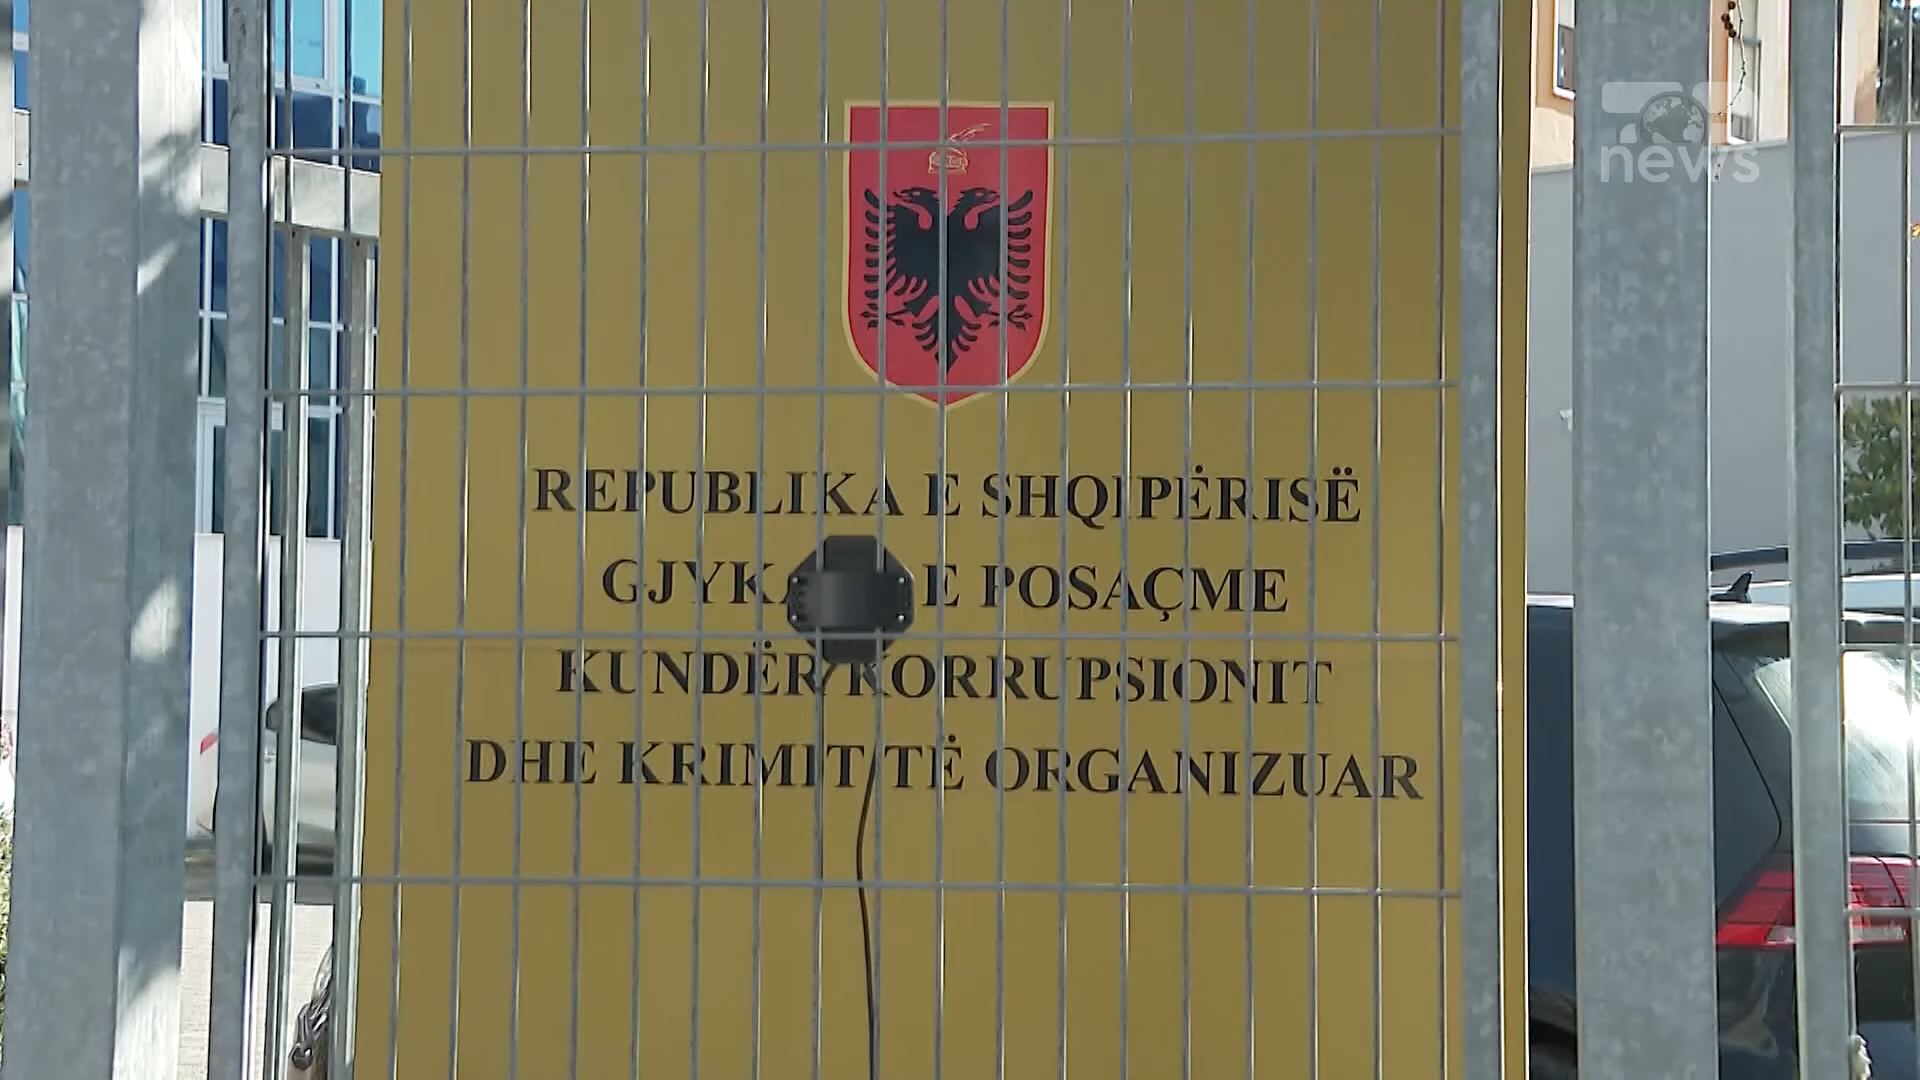 news
REPUBLIKA E SHQIPËRISË
E POSAÇME
KUNDËR KORRUPSIONIT
DHE KRIMIT TË ORGANIZUAR